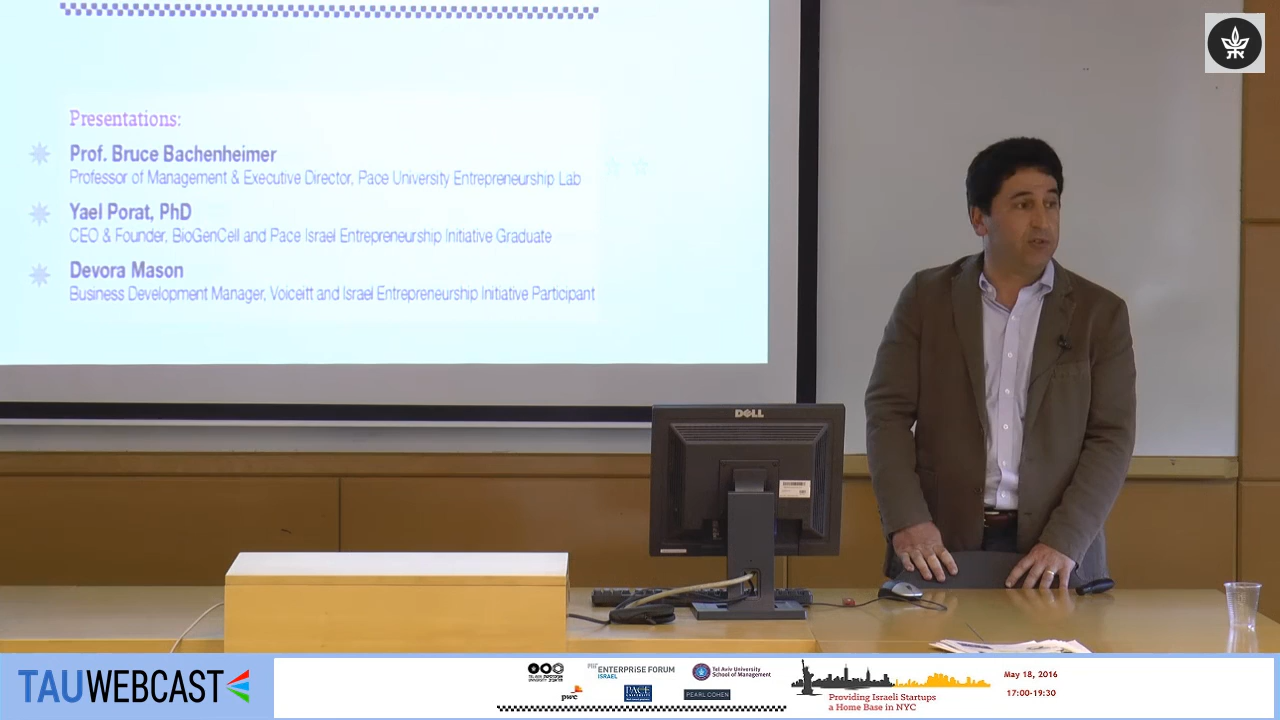 Presentations:
Prof. Bruce Bachenheimer
Professor of Management & Executive Director, Pace University Entrepreneurship Lab
Yael Porat, PhD
CEO & Founder, BioGenCell and Pace Israel Entrepreneurship Initiative Graduate
Devora Mason
Business Development Manager, Voiceitt and Israel Entrepreneurship Initiative Participant
DELL
TAUWEBCAST
MIT
ENTERPRISE FORUM
ISRAEL
Tel Aviv University
School of Management
pwc
PACE
UNIVERSITY
PEARL COHEN
Providing Israeli Startups
a Home Base in NYC
May 18, 2016
17:00-19:30